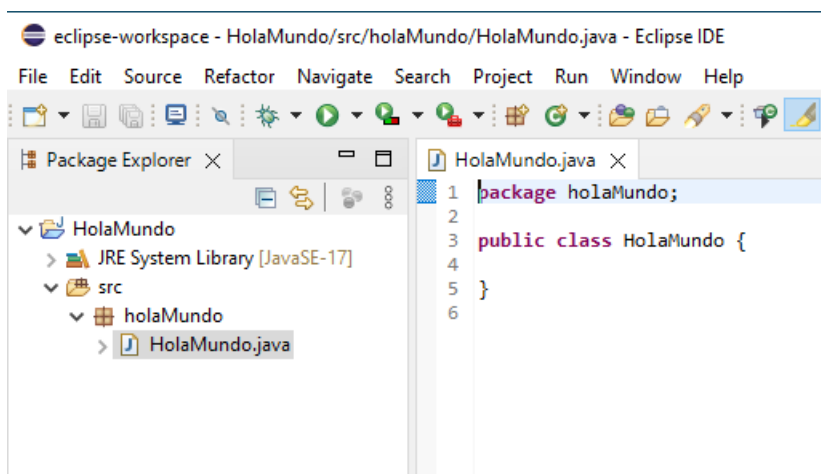 eclipse-workspace - HolaMundo/src/holaMundo/HolaMundo.java - Eclipse IDE
File Edit Source Refactor Navigate Search Project Run Window Help
Package Explorer
HolaMundo
JRE System Library [JavaSE-17]
src
holaMundo
HolaMundo.java
HolaMundo.java
1 package holaMundo;
2
3 public class HolaMundo {
4
5 }
6